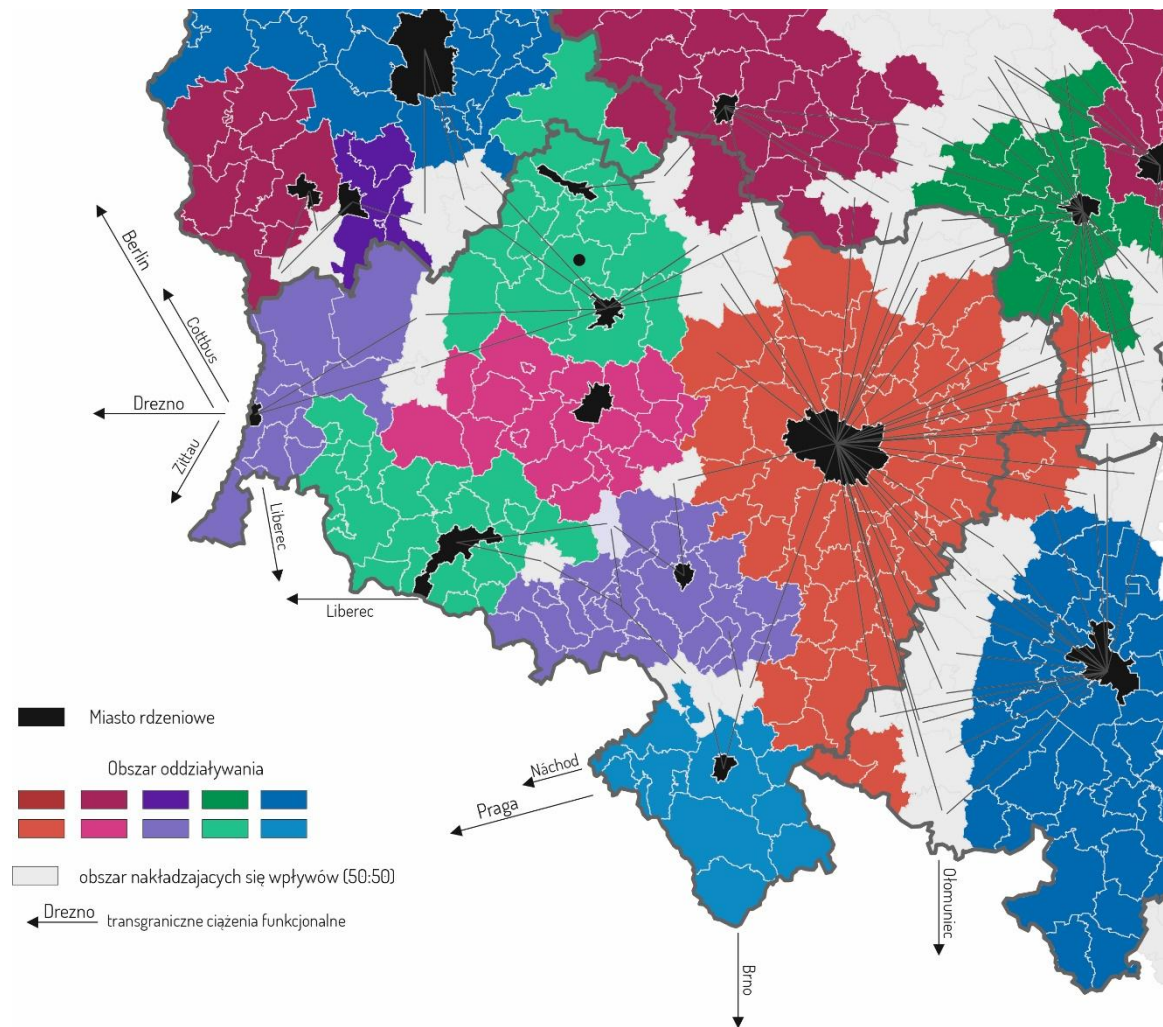 Berlin
Cottbus
Drezno
Zittau
Liberec
Liberec
Miasto rdzeniowe
Obszar oddziaływania
obszar nakładzajacych się wpływów (50:50)
Drezno
transgraniczne ciążenia funkcjonalne
Náchod
Praga
Ołomuniec
Brno